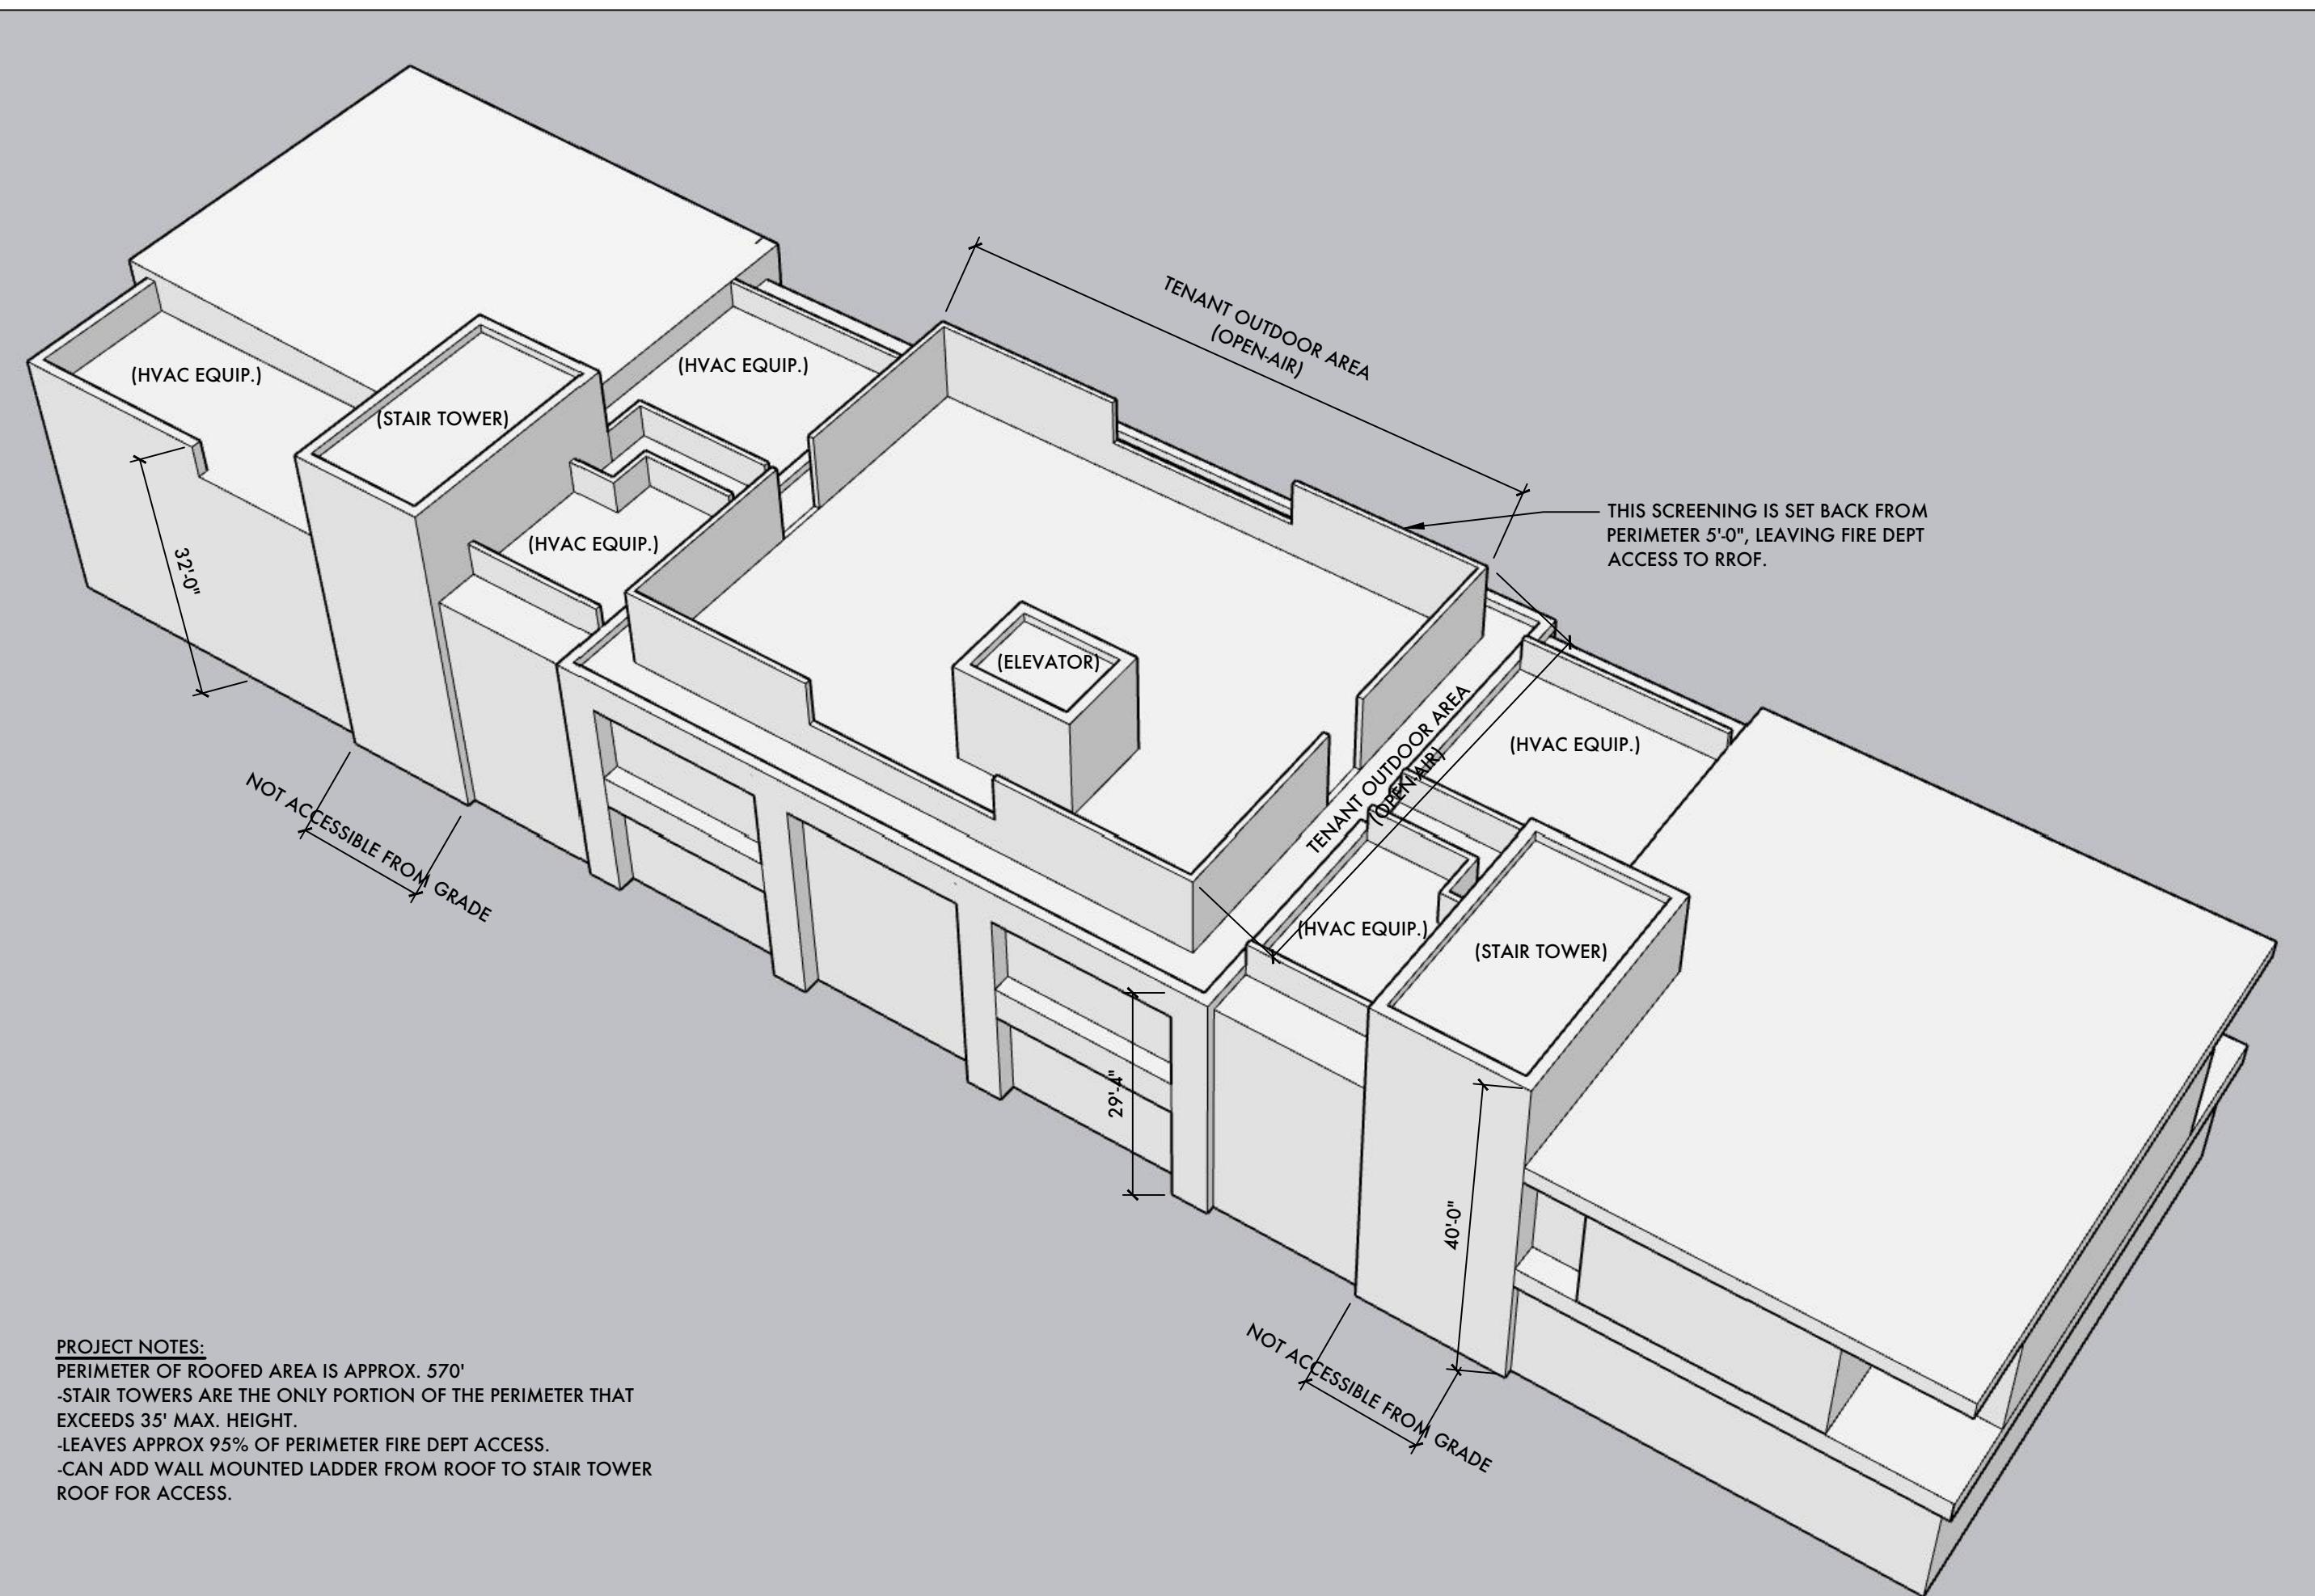 TENANT OUTDOOR AREA
(OPEN-AIR)
(HVAC EQUIP.)
(HVAC EQUIP.)
(STAIR TOWER)
THIS SCREENING IS SET BACK FROM
PERIMETER 5'-0", LEAVING FIRE DEPT
ACCESS TO RROF.
(HVAC EQUIP.)
32'-0"
(ELEVATOR)
TENANT OUTDOOR AREA
(OPEN-AIR)
(HVAC EQUIP.)
NOT ACCESSIBLE FROM GRADE
(HVAC EQUIP.)
(STAIR TOWER)
29'-4"
40'-0"
NOT ACCESSIBLE FROM GRADE
PROJECT NOTES:
PERIMETER OF ROOFED AREA IS APPROX. 570'
-STAIR TOWERS ARE THE ONLY PORTION OF THE PERIMETER THAT
EXCEEDS 35' MAX. HEIGHT.
-LEAVES APPROX 95% OF PERIMETER FIRE DEPT ACCESS.
-CAN ADD WALL MOUNTED LADDER FROM ROOF TO STAIR TOWER
ROOF FOR ACCESS.